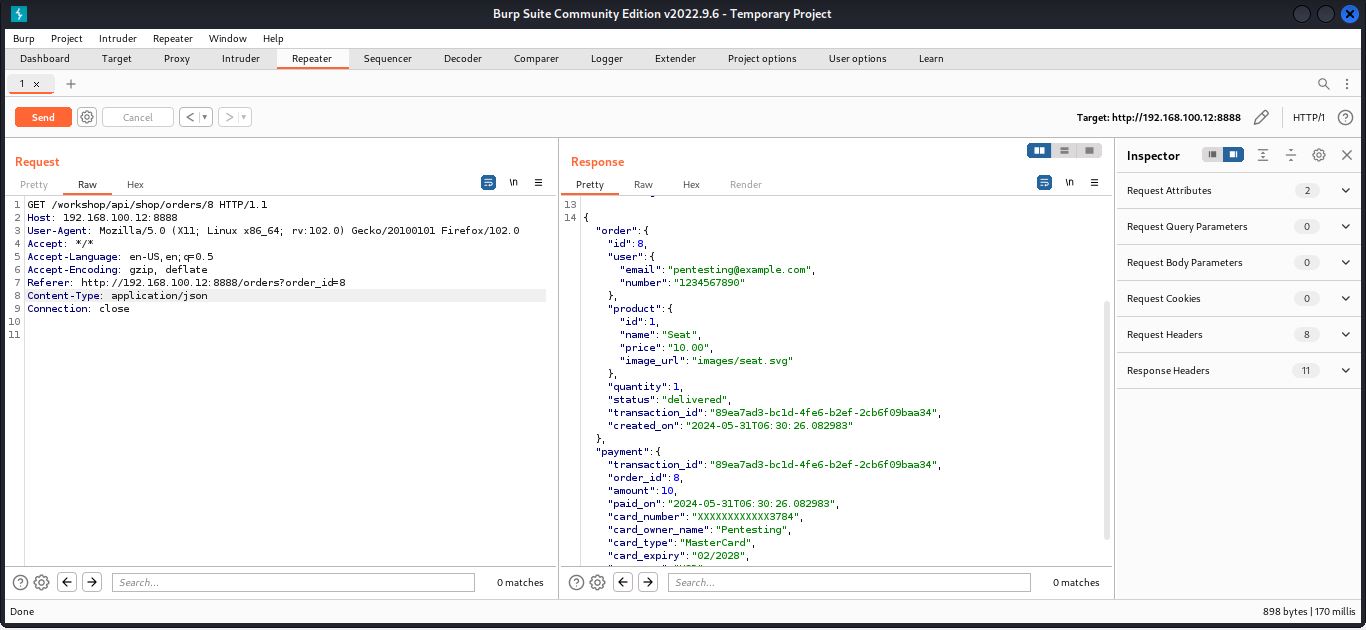 Burp Suite Community Edition v2022.9.6 - Temporary Project
Burp Project Intruder Repeater Window Help
Dashboard Target Proxy Intruder Repeater Sequencer Decoder Comparer Logger Extender Project options User options Learn
1 × +
Send Cancel < > Target: http://192.168.100.12:8888 HTTP/1
Request
Pretty Raw Hex \n
1 GET /workshop/api/shop/orders/8 HTTP/1.1
2 Host: 192.168.100.12:8888
3 User-Agent: Mozilla/5.0 (X11; Linux x86_64; rv:102.0) Gecko/20100101 Firefox/102.0
4 Accept: */*
5 Accept-Language: en-US,en;q=0.5
6 Accept-Encoding: gzip, deflate
7 Referer: http://192.168.100.12:8888/orders?order_id=8
8 Content-Type: application/json
9 Connection: close
10
11
Search... 0 matches
Response
Pretty Raw Hex Render \n
13
14 {
"order":{
"id":8,
"user":{
"email":"pentesting@example.com",
"number":"1234567890"
},
"product":{
"id":1,
"name":"Seat",
"price":"10.00",
"image_url":"images/seat.svg"
},
"quantity":1,
"status":"delivered",
"transaction_id":"89ea7ad3-bc1d-4fe6-b2ef-2cb6f09baa34",
"created_on":"2024-05-31T06:30:26.082983"
},
"payment":{
"transaction_id":"89ea7ad3-bc1d-4fe6-b2ef-2cb6f09baa34",
"order_id":8,
"amount":10,
"paid_on":"2024-05-31T06:30:26.082983",
"card_number":"XXXXXXXXXXXX3784",
"card_owner_name":"Pentesting",
"card_type":"MasterCard",
"card_expiry":"02/2028",
Search... 0 matches
Inspector
Request Attributes 2
Request Query Parameters 0
Request Body Parameters 0
Request Cookies 0
Request Headers 8
Response Headers 11
Done 898 bytes | 170 millis